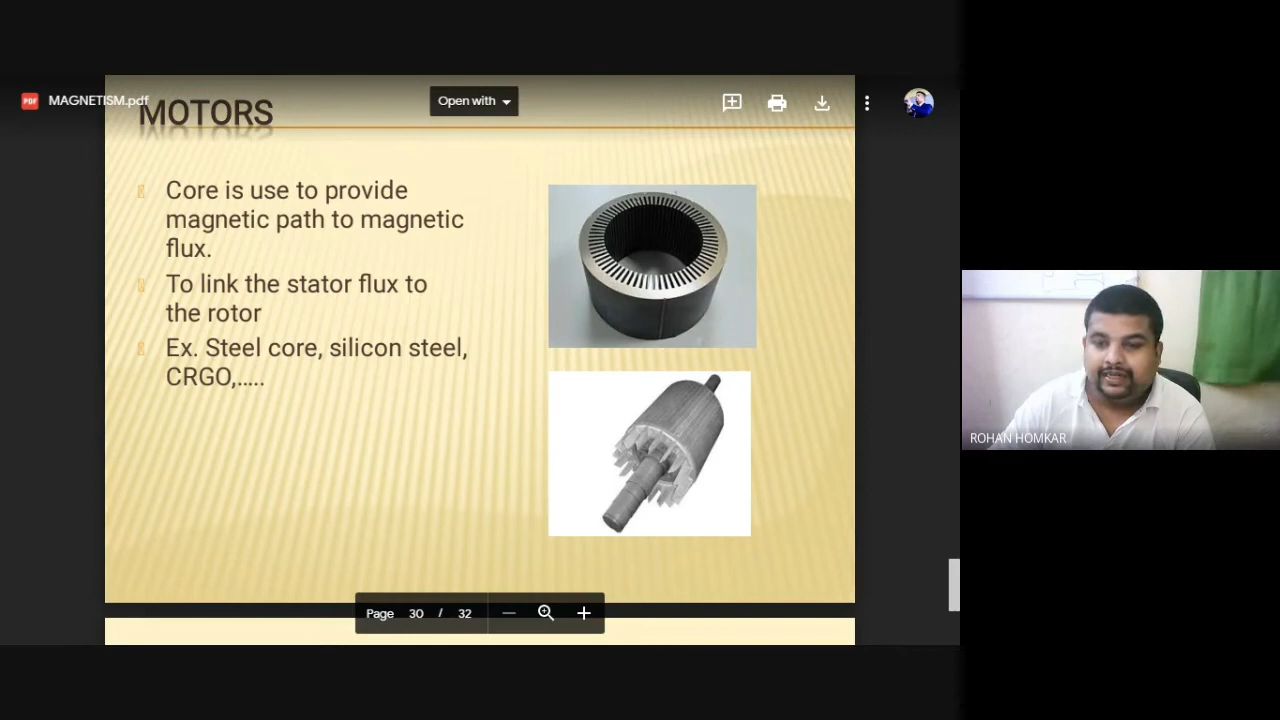 PDF MAGNETISM.pdf
Open with
MOTORS
Core is use to provide
magnetic path to magnetic
flux.
To link the stator flux to
the rotor
Ex. Steel core, silicon steel,
CRGO,.....
ROHAN HOMKAR
Page 30 / 32